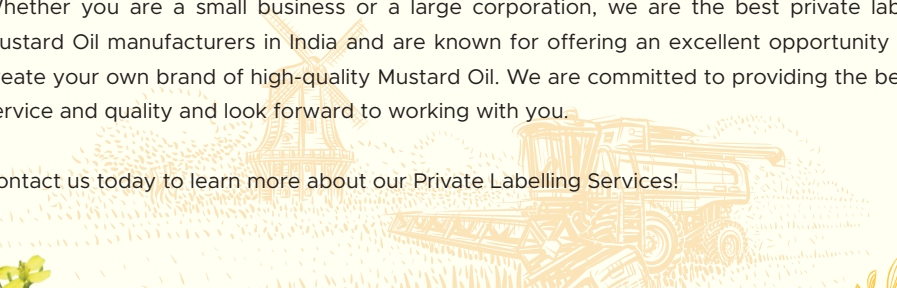 hether you are a small business or a large corporation, we are the best private lab
ustard Oil manufacturers in India and are known for offering an excellent opportunity
eate your own brand of high-quality Mustard Oil. We are committed to providing the be
ervice and quality and look forward to working with you.
ontact us today to learn more about our Private Labelling Services!